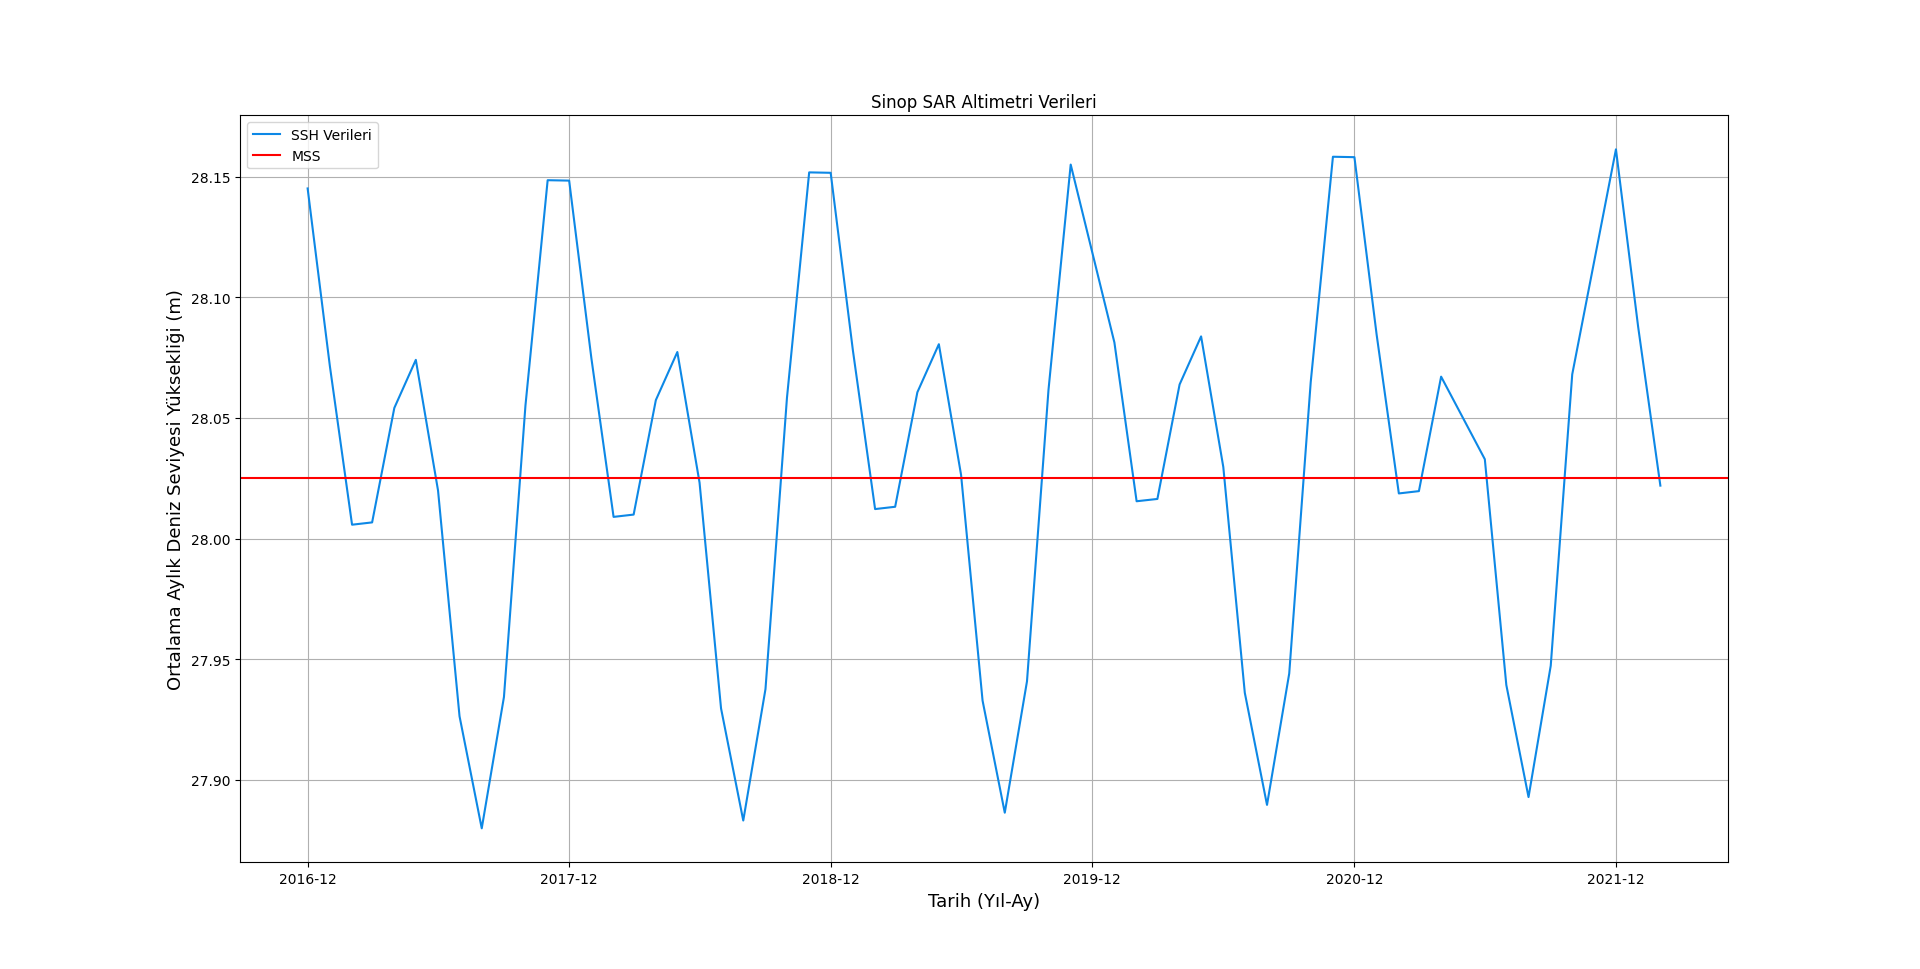 Sinop SAR Altimetri Verileri
SSH Verileri
MSS
28.15
28.10
28.05
28.00
27.95
27.90
Ortalama Aylık Deniz Seviyesi Yüksekliği (m)
2016-12 2017-12 2018-12 2019-12 2020-12 2021-12
Tarih (Yıl-Ay)